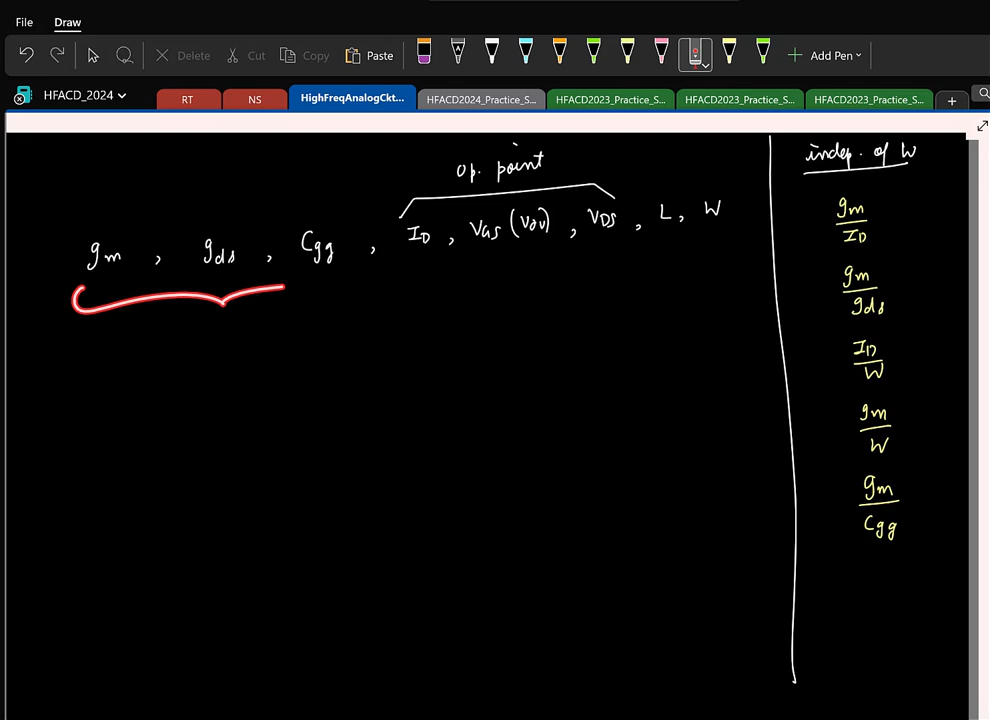 File Draw
Delete Cut Copy Paste Add Pen
HFACD_2024 RT NS HighFreqAnalogCkt... HFACD2024_Practice_S... HFACD2023_Practice_S... HFACD2023_Practice_S... HFACD2023_Practice_S... +
op. point
gm , gds , Cgg , ID , VGS (Vov) , VDS , L, W
indep. of W
gm
ID
gm
gds
ID
W
gm
W
gm
Cgg